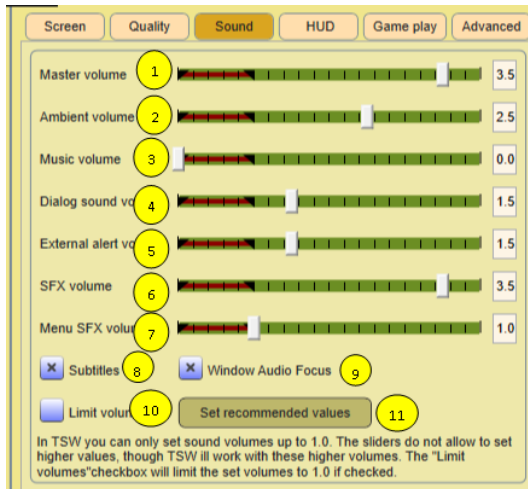 Screen Quality Sound HUD Game play Advanced
Master volume 1 3.5
Ambient volume 2 2.5
Music volume 3 0.0
Dialog sound vo 4 1.5
External alert vo 5 1.5
SFX volume 6 3.5
Menu SFX volu 7 1.0
Subtitles 8 Window Audio Focus 9
Limit volum 10 Set recommended values 11
In TSW you can only set sound volumes up to 1.0. The sliders do not allow to set
higher values, though TSW ill work with these higher volumes. The "Limit
volumes"checkbox will limit the set volumes to 1.0 if checked.